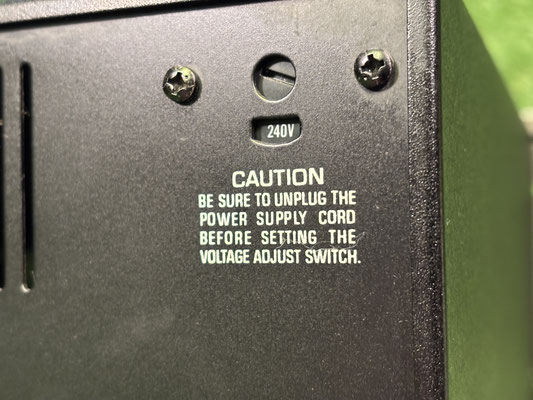 240V
CAUTION
BE SURE TO UNPLUG THE
POWER SUPPLY CORD
BEFORE SETTING THE
VOLTAGE ADJUST SWITCH.